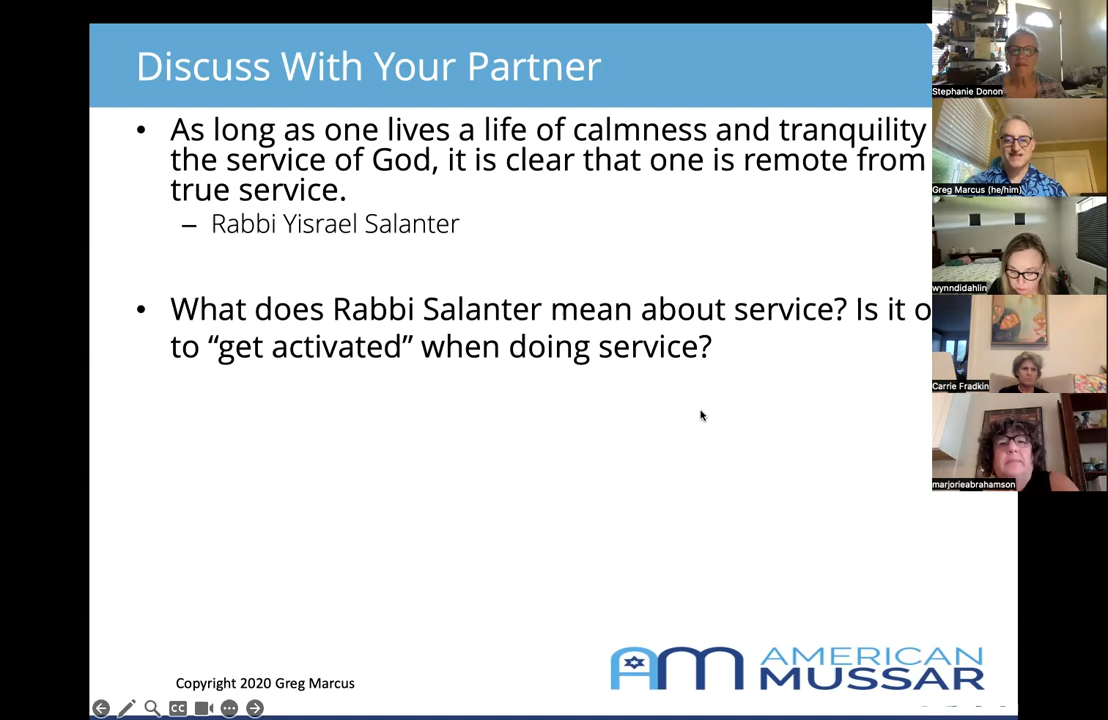 Discuss With Your Partner
• As long as one lives a life of calmness and tranquility
the service of God, it is clear that one is remote from
true service.
– Rabbi Yisrael Salanter
• What does Rabbi Salanter mean about service? Is it o
to “get activated” when doing service?
Copyright 2020 Greg Marcus
AMERICAN
MUSSAR
AM
CC
Stephanie Donon
Greg Marcus (he/him)
wynndidahlin
Carrie Fradkin
marjorieabrahamson